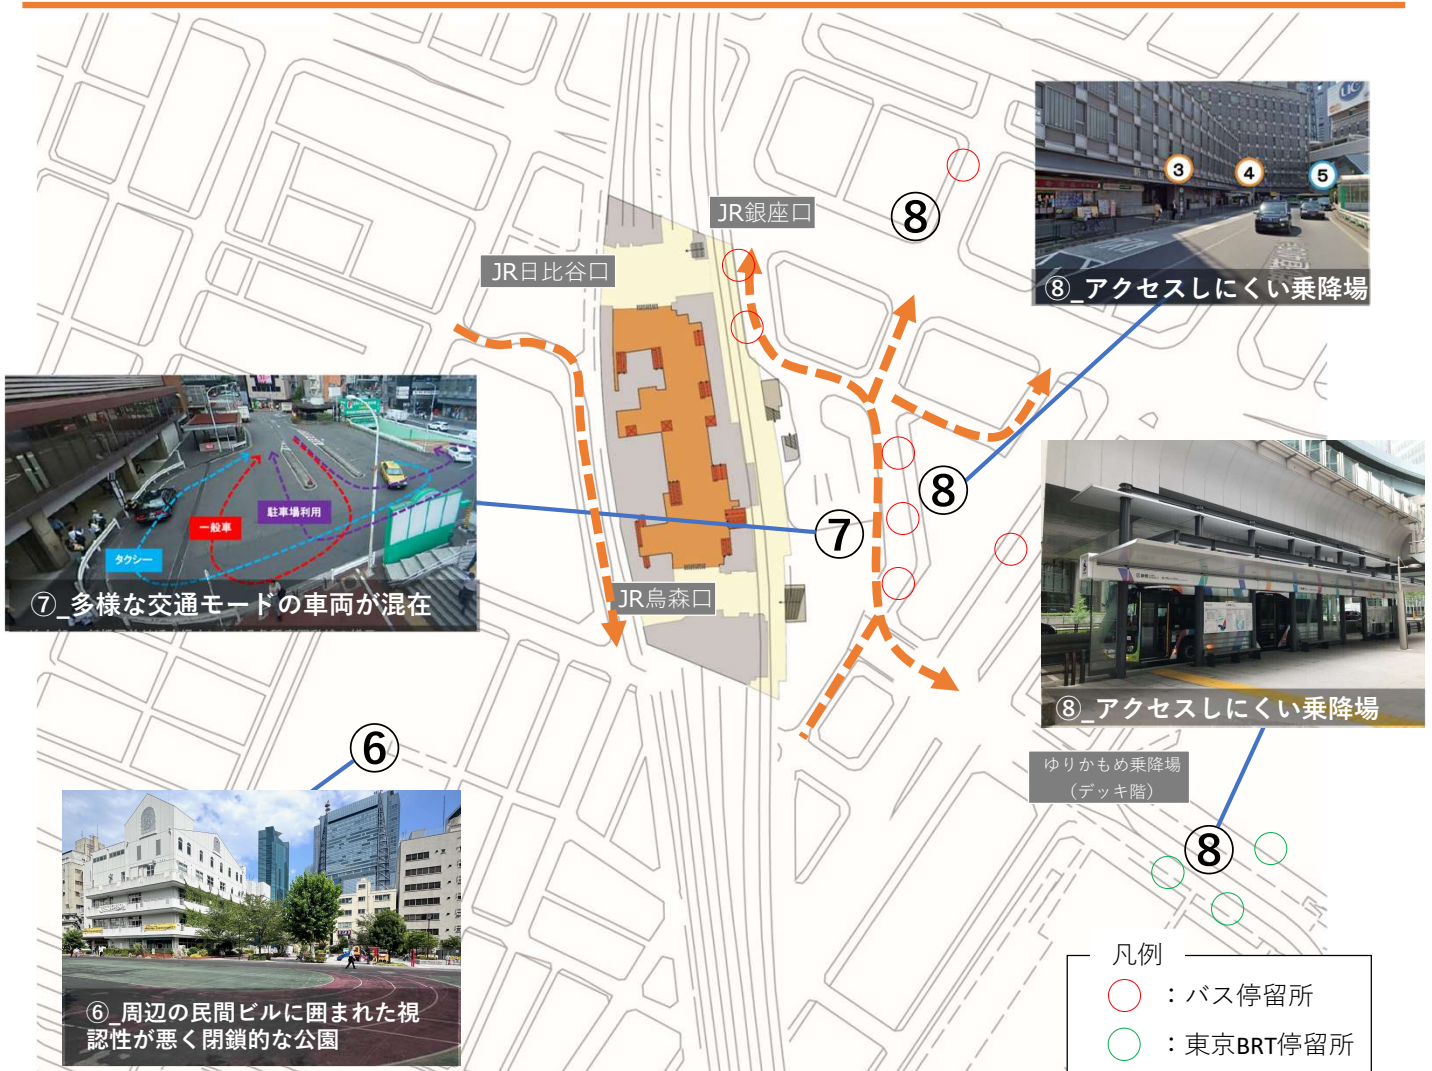 ③
④
⑤
UC
⑧_アクセスしにくい乗降場
JR銀座口
⑧
JR日比谷口
タクシー
一般車
駐車場利用
⑦_多様な交通モードの車両が混在
⑦
⑧
JR烏森口
⑧_アクセスしにくい乗降場
⑥
ゆりかもめ乗降場
（デッキ階）
⑧
⑥_周辺の民間ビルに囲まれた視
認性が悪く閉鎖的な公園
凡例
：バス停留所
：東京BRT停留所